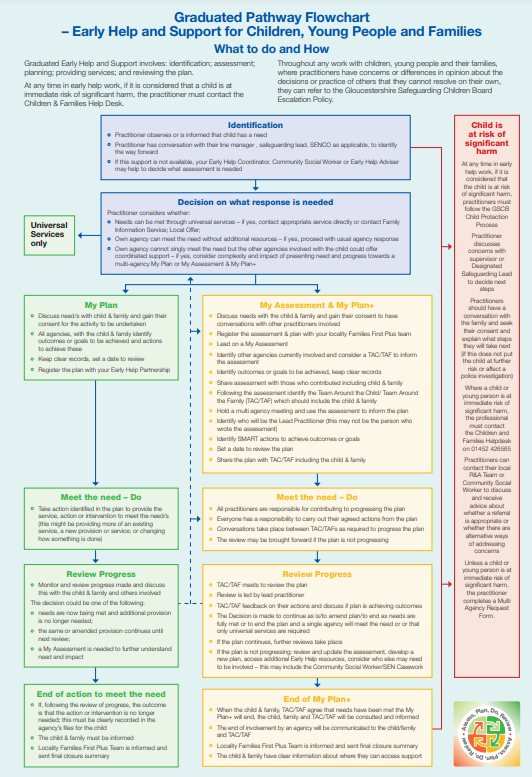 Graduated Pathway Flowchart
– Early Help and Support for Children, Young People and Families
What to do and How
Graduated Early Help and Support involves: identification; assessment;
planning; providing services; and reviewing the plan.
At any time in early help work, if it is considered that a child is at
immediate risk of significant harm, the practitioner must contact the
Children & Families Help Desk.
Throughout any work with children, young people and their families,
where practitioners have concerns or differences in opinion about the
decisions or practice of others that they cannot resolve on their own,
they can refer to the Gloucestershire Safeguarding Children Board
Escalation Policy.
Identification
Practitioner observes or is informed that child has a need
Practitioner has conversation with their line manager , safeguarding lead, SENCO as applicable, to identify
the way forward
If this support is not available, your Early Help Coordinator, Community Social Worker or Early Help Adviser
may help to decide what assessment is needed
Decision on what response is needed
Practitioner considers whether:
Needs can be met through universal services – if yes, contact appropriate service directly or contact Family
Information Service; Local Offer;
Own agency can meet the need without additional resources – if yes, proceed with usual agency response
Own agency cannot singly meet the need but the other agencies involved with the child could offer
coordinated support – if yes, consider complexity and impact of presenting need and progress towards a
multi-agency My Plan or My Assessment & My Plan+
Universal
Services
only
My Plan
Discuss need/s with child & family and gain their
consent for the activity to be undertaken
All agencies, with the child & family identify
outcomes or goals to be achieved and actions
to achieve these
Keep clear records, set a date to review
Register the plan with your Early Help Partnership
My Assessment & My Plan+
Discuss needs with the child & family and gain their consent to have
conversations with other practitioners involved
Register the assessment & plan with your locality Families First Plus team
Lead on a My Assessment
Identify other agencies currently involved and consider a TAC/TAF to inform
the assessment
Identify outcomes or goals to be achieved, keep clear records
Share assessment with those who contributed including child & family
Following the assessment identify the Team Around the Child/ Team Around
the Family (TAC/TAF) which should include the child & family
Hold a multi agency meeting and use the assessment to inform the plan
Identify who will be the Lead Practitioner (this may not be the person who
wrote the assessment)
Identify SMART actions to achieve outcomes or goals
Set a date to review the plan
Share the plan with TAC/TAF including the child & family
Meet the need – Do
Take action identified in the plan to provide the
service, action or intervention to meet the need/s
(this might be providing more of an existing
service, a new provision or service; or changing
how something is done)
Meet the need – Do
All practitioners are responsible for contributing to progressing the plan
Everyone has a responsibility to carry out their agreed actions from the plan
Conversations take place between TAC/TAFs as required to progress the plan
The review may be brought forward if the plan is not progressing
Review Progress
Monitor and review progress made and discuss
this with the child & family and others involved
The decision could be one of the following:
needs are now being met and additional provision
is no longer needed;
the same or amended provision continues until
next review;
a My Assessment is needed to further understand
need and impact
Review Progress
TAC/TAF meets to review the plan
Review is led by lead practitioner
TAC/TAF feedback on their actions and discuss if plan is achieving outcomes
The Decision is made to continue as is/to amend plan/to end as needs are
fully met or to end the plan and a single agency will meet the need or or that
only universal services are required
If the plan continues, further reviews take place
If the plan is not progressing: review and update the assessment, develop a
new plan, access additional Early Help resources, consider who else may need
to be involved – this may include the Community Social Worker/SEN Casework
End of action to meet the need
If, following the review of progress, the outcome
is that the action or intervention is no longer
needed; this must be clearly recorded in the
agency's files for the child
The child & family must be informed
Locality Families First Plus Team is informed and
sent final closure summary
End of My Plan+
When the child & family, TAC/TAF agree that needs have been met the My
Plan+ will end, the child, family and TAC/TAF will be consulted and informed
The end of involvement by an agency will be communicated to the child/family
and TAC/TAF
Locality Families First Plus Team is informed and sent final closure summary
The child & family have clear information about where they can access support
Child is
at risk of
significant
harm
At any time in early
help work, if it is
considered that
the child is at risk
of significant harm,
practitioners must
follow the GSCB
Child Protection
Process
Practitioner
discusses
concerns with
supervisor or
Designated
Safeguarding Lead
to decide next
steps
Practitioners
should have a
conversation with
the family and seek
their consent and
explain what steps
they will take next
(if this does not put
the child at further
risk or affect a
police investigation)
Where a child or
young person is at
immediate risk of
significant harm,
the professional
must contact
the Children and
Families Helpdesk
on 01452 426565
Practitioners can
contact their local
R&A Team or
Community Social
Worker to discuss
and receive
advice about
whether a referral
is appropriate or
whether there are
alternative ways
of addressing
concerns
Unless a child or
young person is at
immediate risk of
significant harm,
the practitioner
completes a Multi
Agency Request
Form.
Assess, Plan, Do, Review